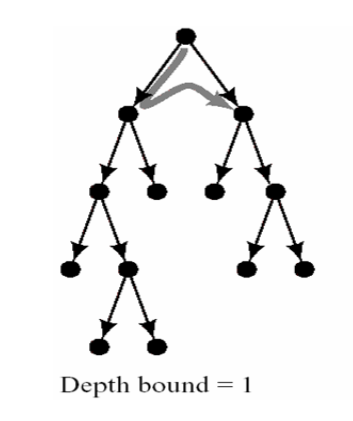 Depth bound = 1